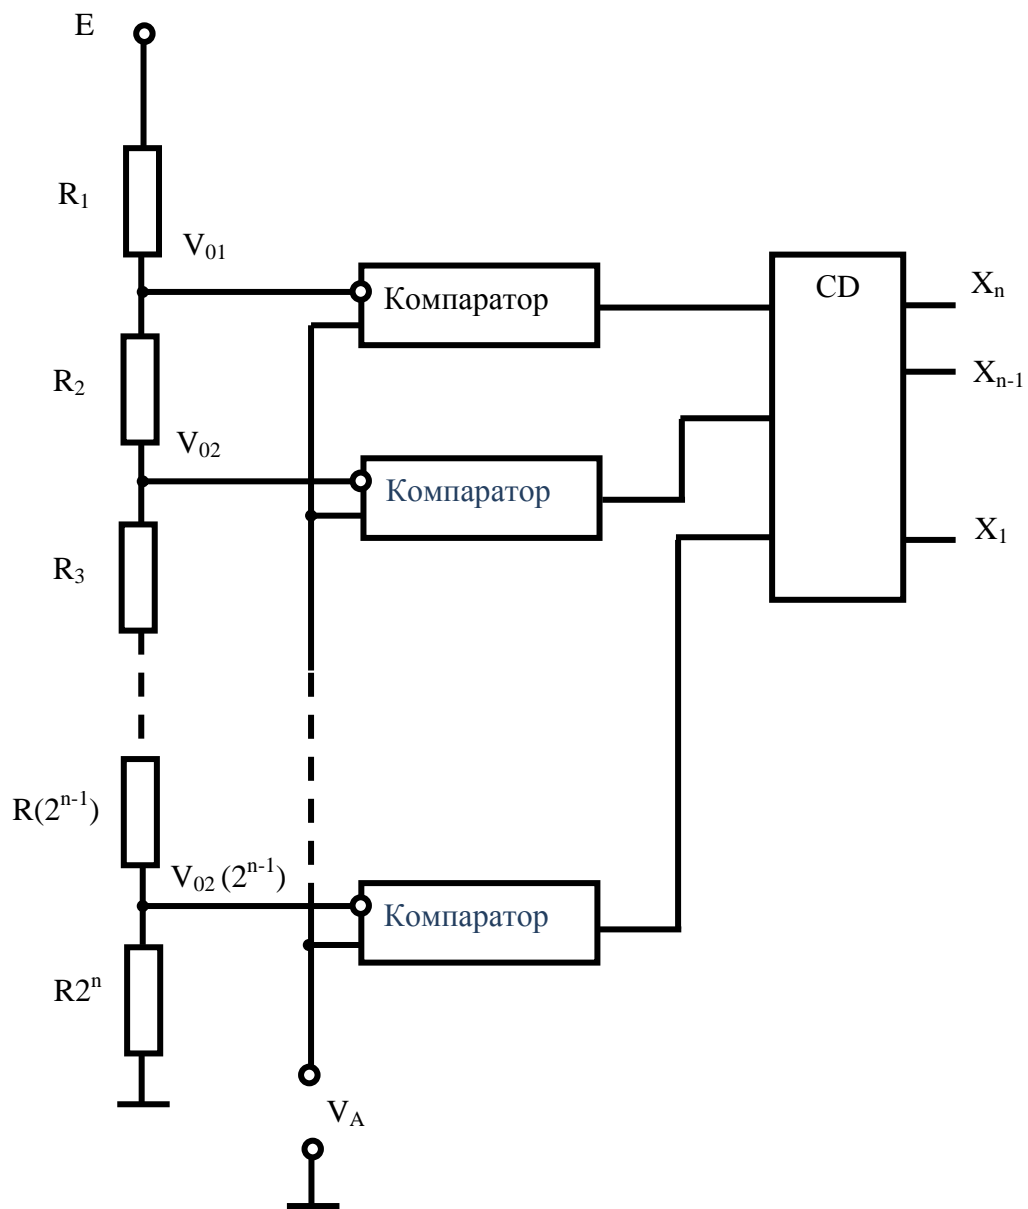 E
R₁
V₀₁
Компаратор
CD
Xₙ
Xₙ₋₁
R₂
V₀₂
Компаратор
X₁
R₃
R(2ⁿ⁻¹)
V₀₂ (2ⁿ⁻¹)
Компаратор
R2ⁿ
V_A